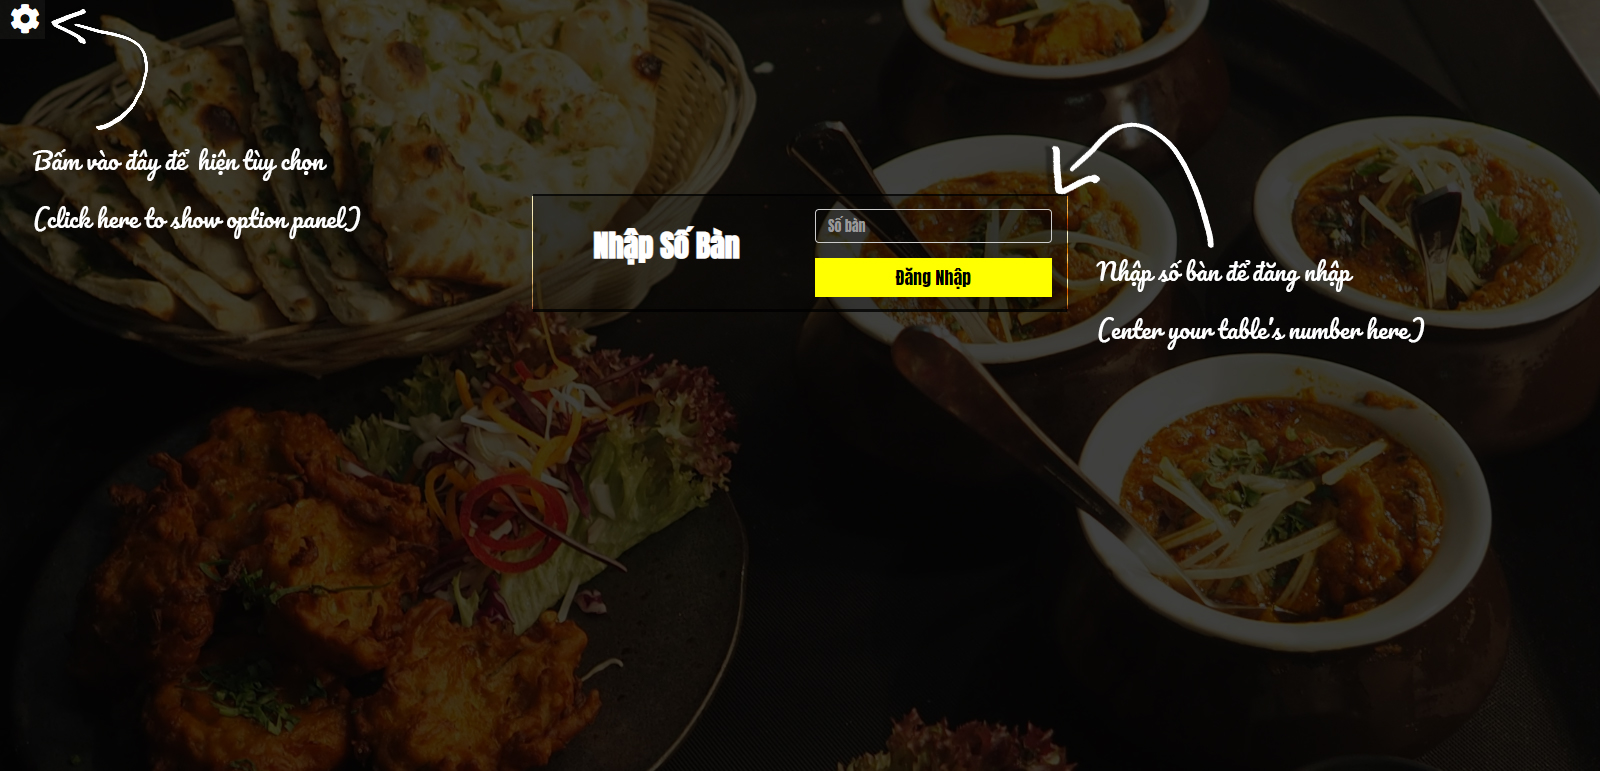 Bấm vào đây để hiện tùy chọn
(click here to show option panel)
Nhập Số Bàn
Số bàn
Đăng Nhập
Nhập số bàn để đăng nhập
(enter your table's number here)